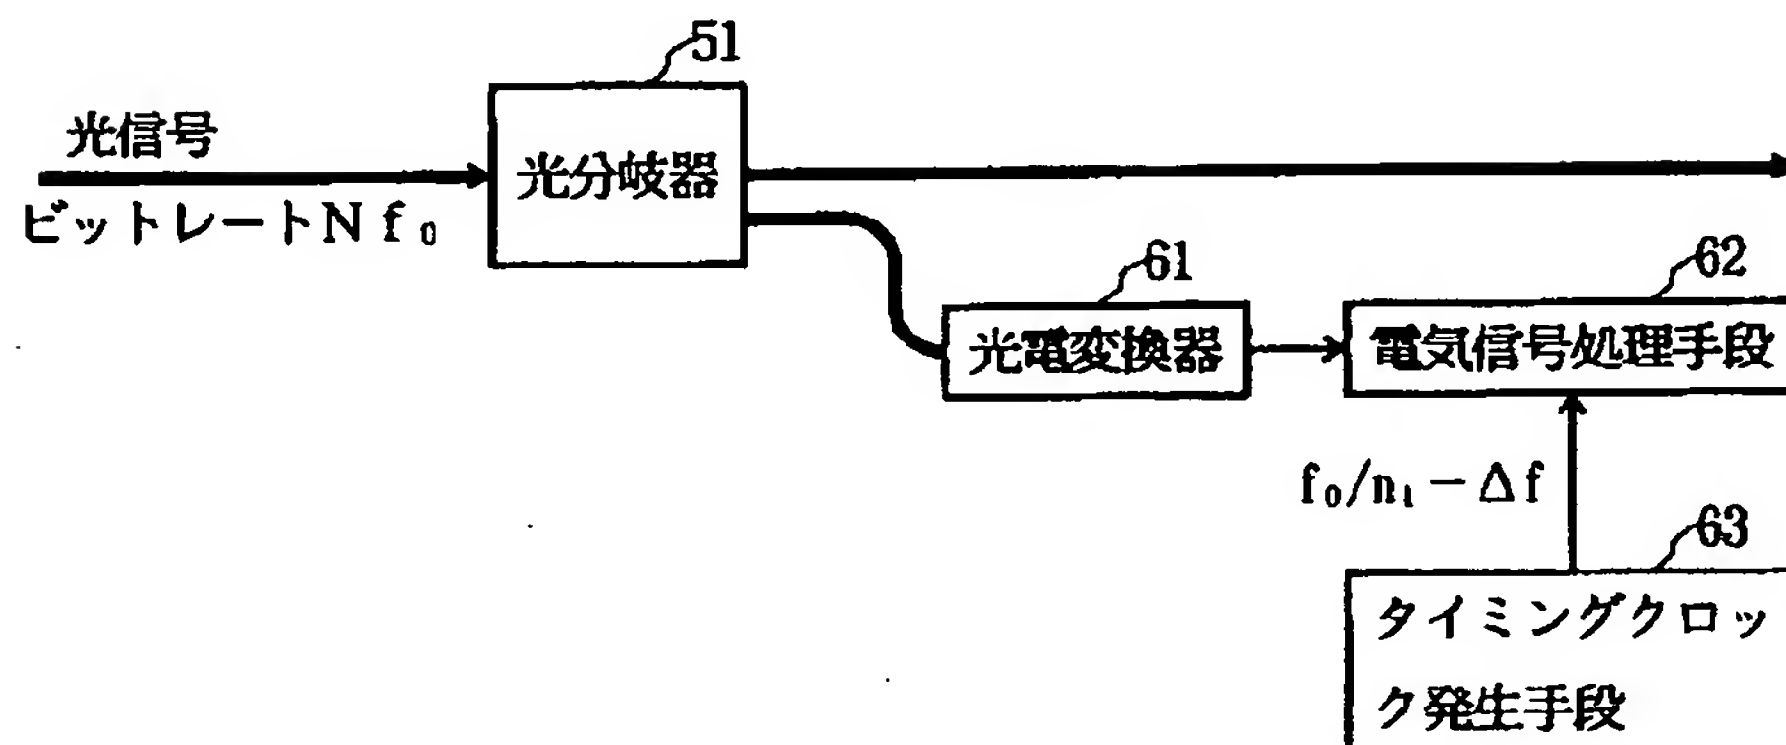 51
光信号
光分岐器
ビットレートNf₀
61
62
光電変換器
電気信号処理手段
f₀/n₁−Δf
63
タイミングクロッ
ク発生手段